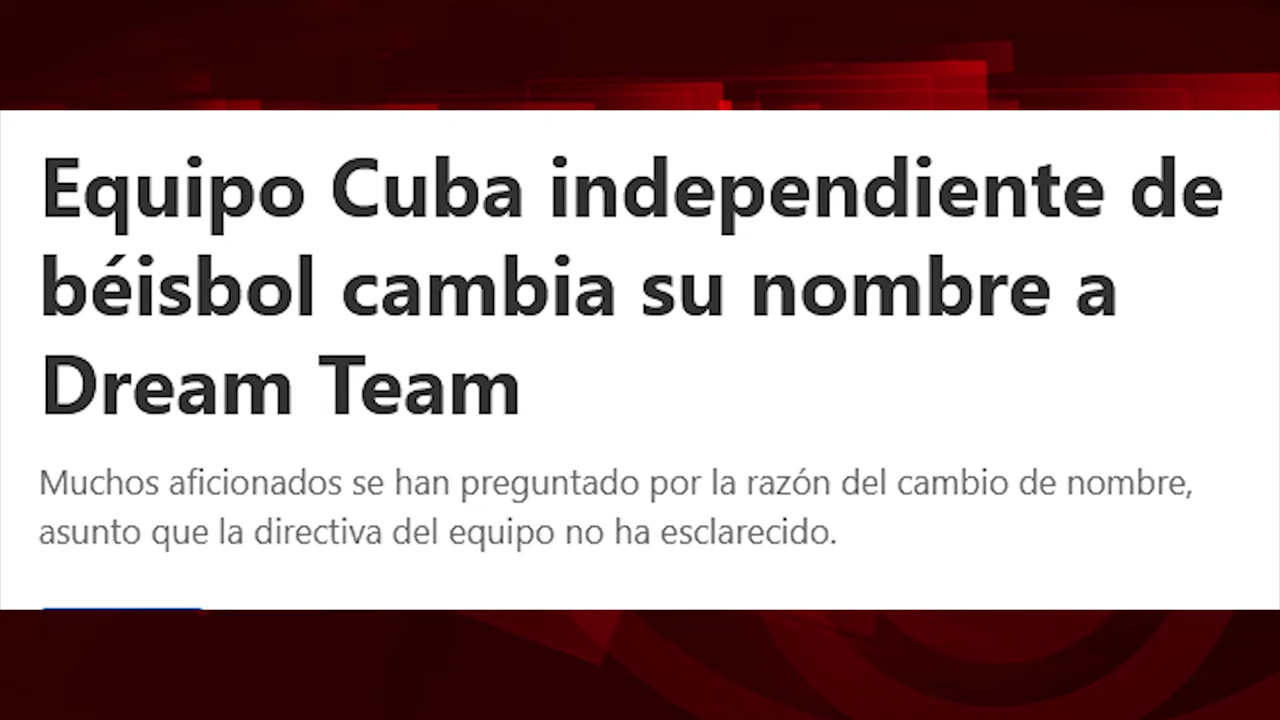 Equipo Cuba independiente de
béisbol cambia su nombre a
Dream Team
Muchos aficionados se han preguntado por la razón del cambio de nombre,
asunto que la directiva del equipo no ha esclarecido.